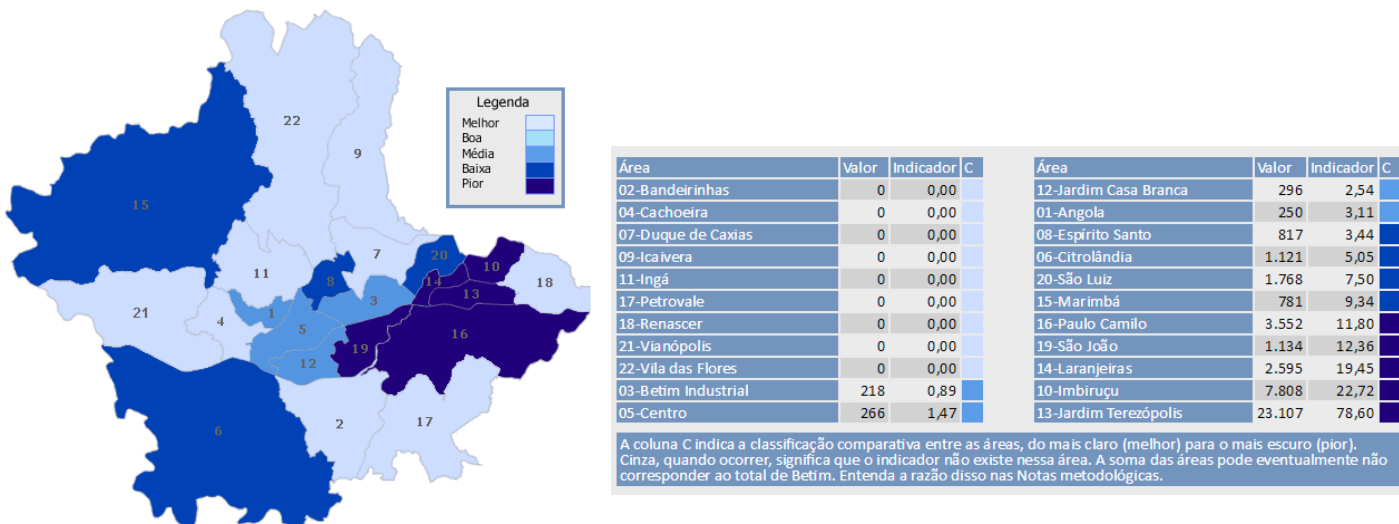 22
9
15
7
20
10
11
8
14
18
13
3
21
4
1
5
16
19
12
6
2
17
Legenda
Melhor
Boa
Média
Baixa
Pior
Área Valor Indicador C
02-Bandeirinhas 0 0,00
04-Cachoeira 0 0,00
07-Duque de Caxias 0 0,00
09-Icaivera 0 0,00
11-Ingá 0 0,00
17-Petrovale 0 0,00
18-Renascer 0 0,00
21-Vianópolis 0 0,00
22-Vila das Flores 0 0,00
03-Betim Industrial 218 0,89
05-Centro 266 1,47
Área Valor Indicador C
12-Jardim Casa Branca 296 2,54
01-Angola 250 3,11
08-Espírito Santo 817 3,44
06-Citrolândia 1.121 5,05
20-São Luiz 1.768 7,50
15-Marimbá 781 9,34
16-Paulo Camilo 3.552 11,80
19-São João 1.134 12,36
14-Laranjeiras 2.595 19,45
10-Imbiruçu 7.808 22,72
13-Jardim Terezópolis 23.107 78,60
A coluna C indica a classificação comparativa entre as áreas, do mais claro (melhor) para o mais escuro (pior).
Cinza, quando ocorrer, significa que o indicador não existe nessa área. A soma das áreas pode eventualmente não
corresponder ao total de Betim. Entenda a razão disso nas Notas metodológicas.